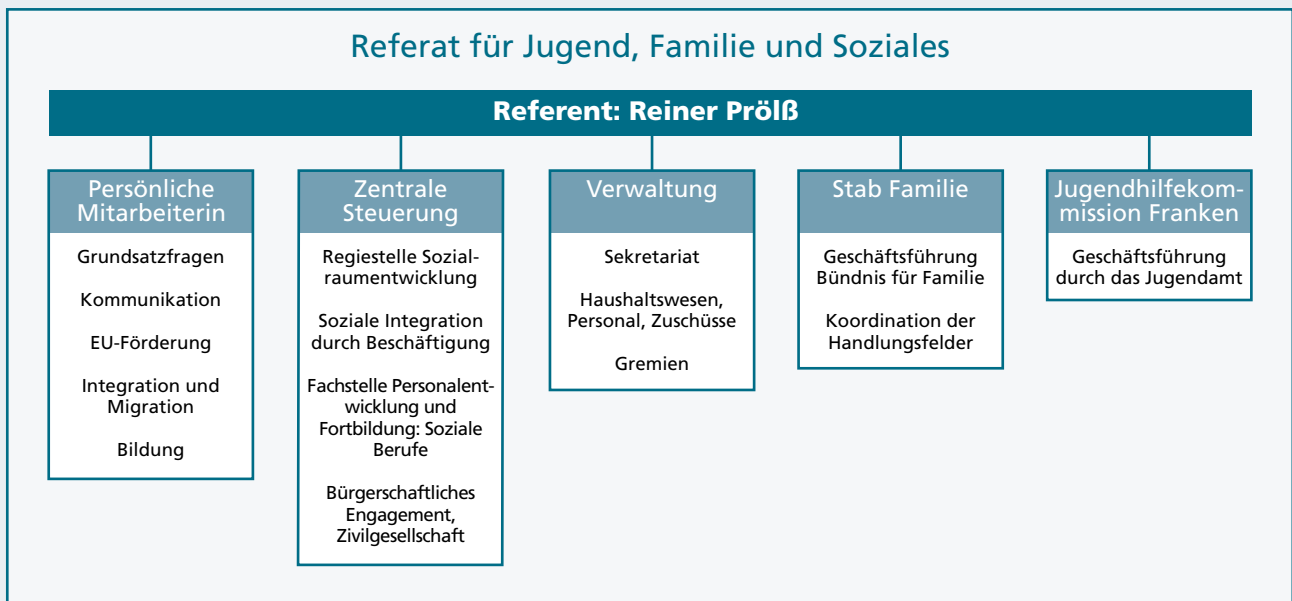 Referat für Jugend, Familie und Soziales
Referent: Reiner Prölß
Persönliche
Mitarbeiterin
Grundsatzfragen
Kommunikation
EU-Förderung
Integration und
Migration
Bildung
Zentrale
Steuerung
Regiestelle Sozial-
raumentwicklung
Soziale Integration
durch Beschäftigung
Fachstelle Personalent-
wicklung und
Fortbildung: Soziale
Berufe
Bürgerschaftliches
Engagement,
Zivilgesellschaft
Verwaltung
Sekretariat
Haushaltswesen,
Personal, Zuschüsse
Gremien
Stab Familie
Geschäftsführung
Bündnis für Familie
Koordination der
Handlungsfelder
Jugendhilfekom-
mission Franken
Geschäftsführung
durch das Jugendamt